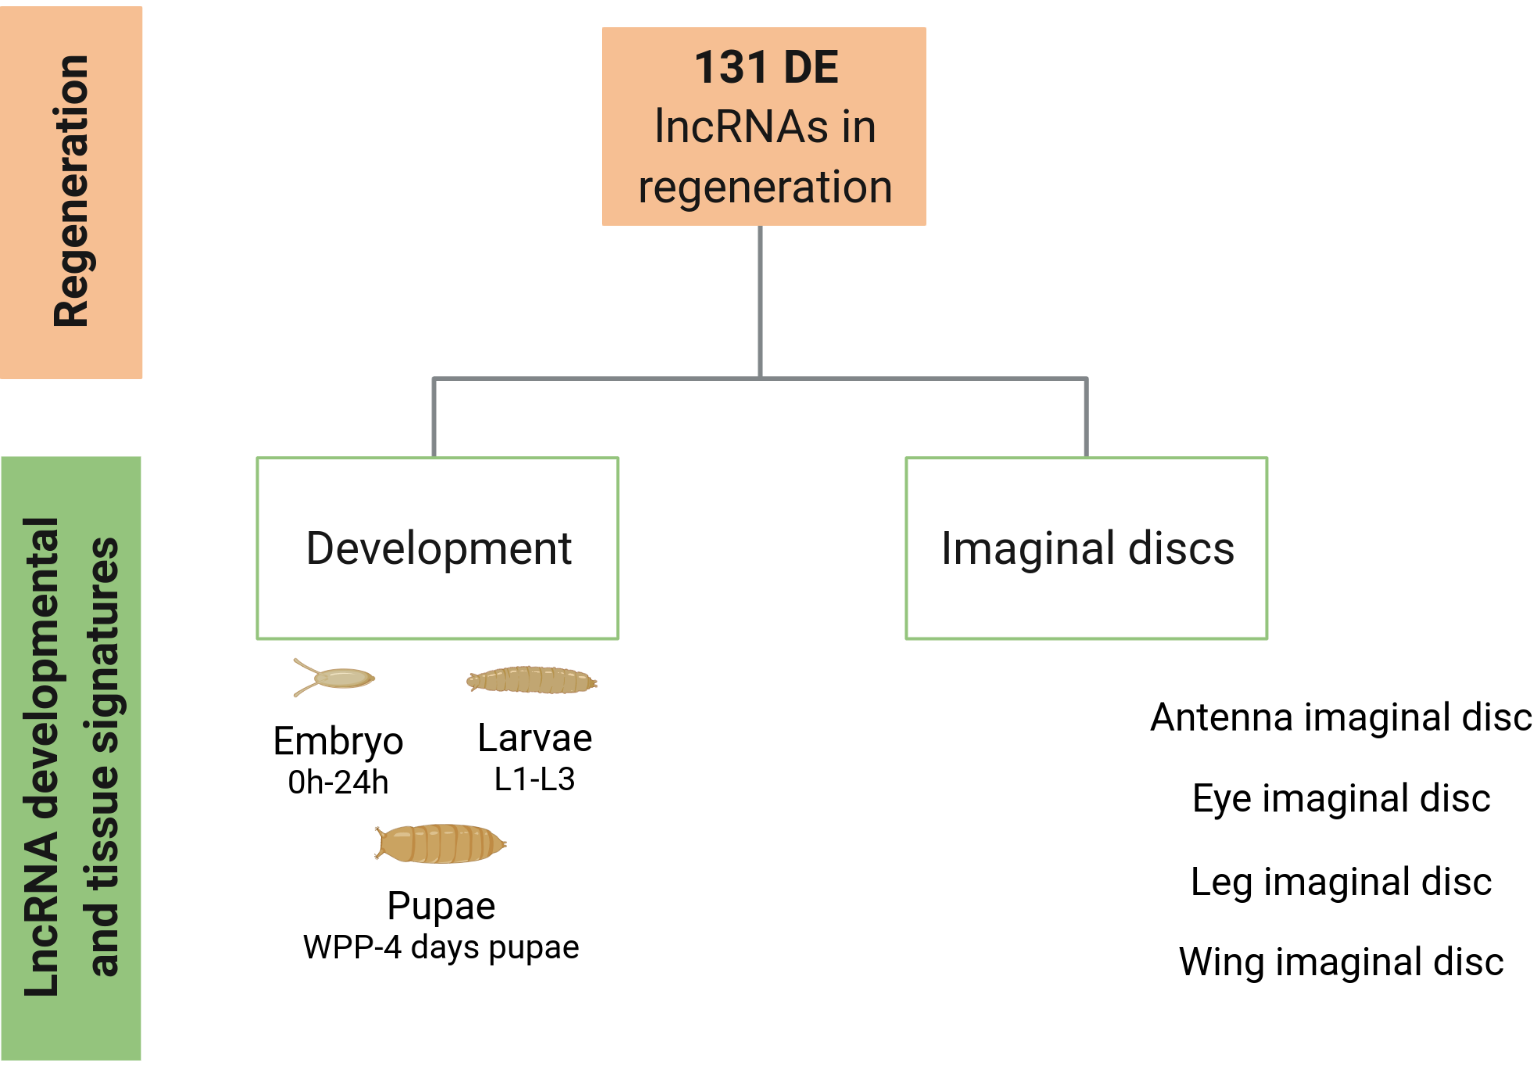 Regeneration
131 DE
lncRNAs in
regeneration
LncRNA developmental
and tissue signatures
Development
Imaginal discs
Embryo
0h-24h
Larvae
L1-L3
Pupae
WPP-4 days pupae
Antenna imaginal disc
Eye imaginal disc
Leg imaginal disc
Wing imaginal disc